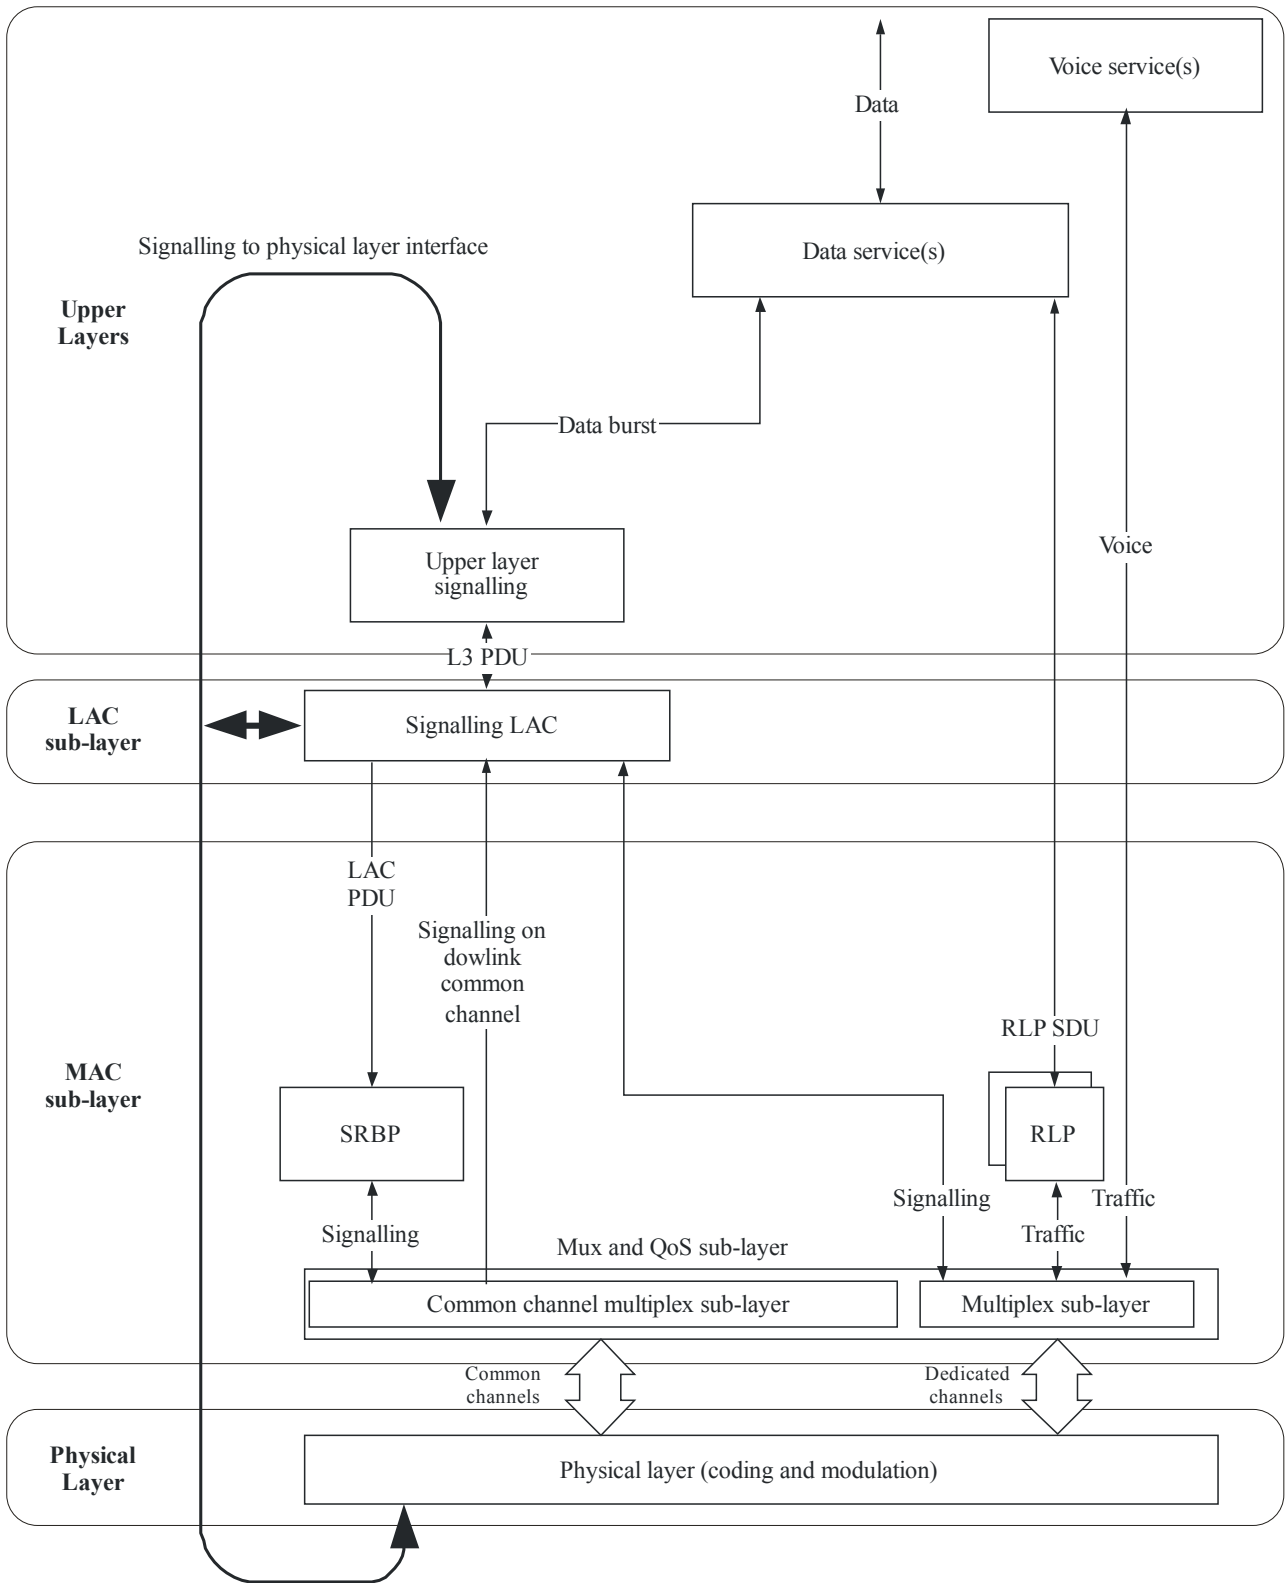 Voice service(s)
Data
Data service(s)
Signalling to physical layer interface
Upper
Layers
Data burst
Voice
Upper layer
signalling
L3 PDU
LAC
sub-layer
Signalling LAC
LAC
PDU
Signalling on
dowlink
common
channel
RLP SDU
MAC
sub-layer
SRBP
RLP
Signalling
Traffic
Signalling
Traffic
Mux and QoS sub-layer
Common channel multiplex sub-layer
Multiplex sub-layer
Common
channels
Dedicated
channels
Physical
Layer
Physical layer (coding and modulation)